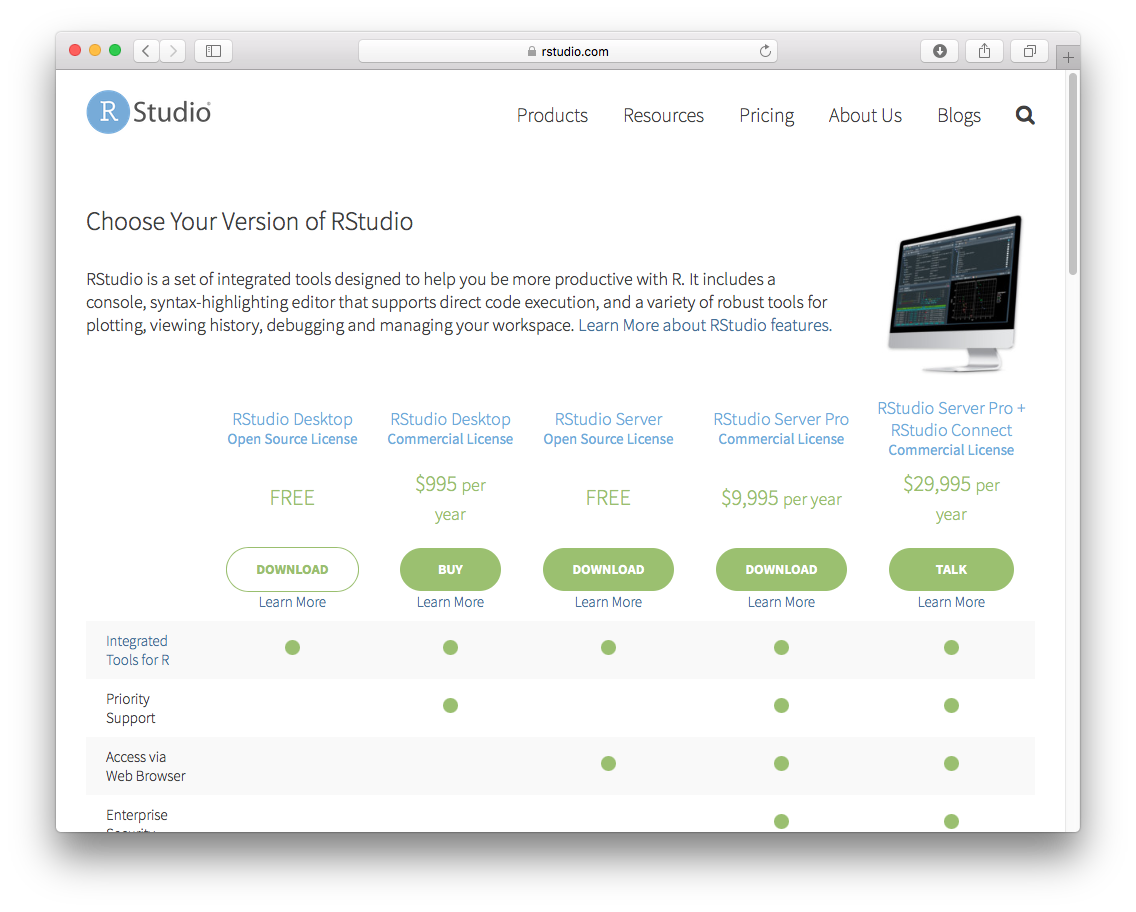 rstudio.com
R Studio®
Products Resources Pricing About Us Blogs
Choose Your Version of RStudio
RStudio is a set of integrated tools designed to help you be more productive with R. It includes a
console, syntax-highlighting editor that supports direct code execution, and a variety of robust tools for
plotting, viewing history, debugging and managing your workspace. Learn More about RStudio features.
RStudio Desktop
Open Source License
RStudio Desktop
Commercial License
RStudio Server
Open Source License
RStudio Server Pro
Commercial License
RStudio Server Pro +
RStudio Connect
Commercial License
FREE
$995 per
year
FREE
$9,995 per year
$29,995 per
year
DOWNLOAD BUY DOWNLOAD DOWNLOAD TALK
Learn More Learn More Learn More Learn More Learn More
Integrated
Tools for R
Priority
Support
Access via
Web Browser
Enterprise
Security